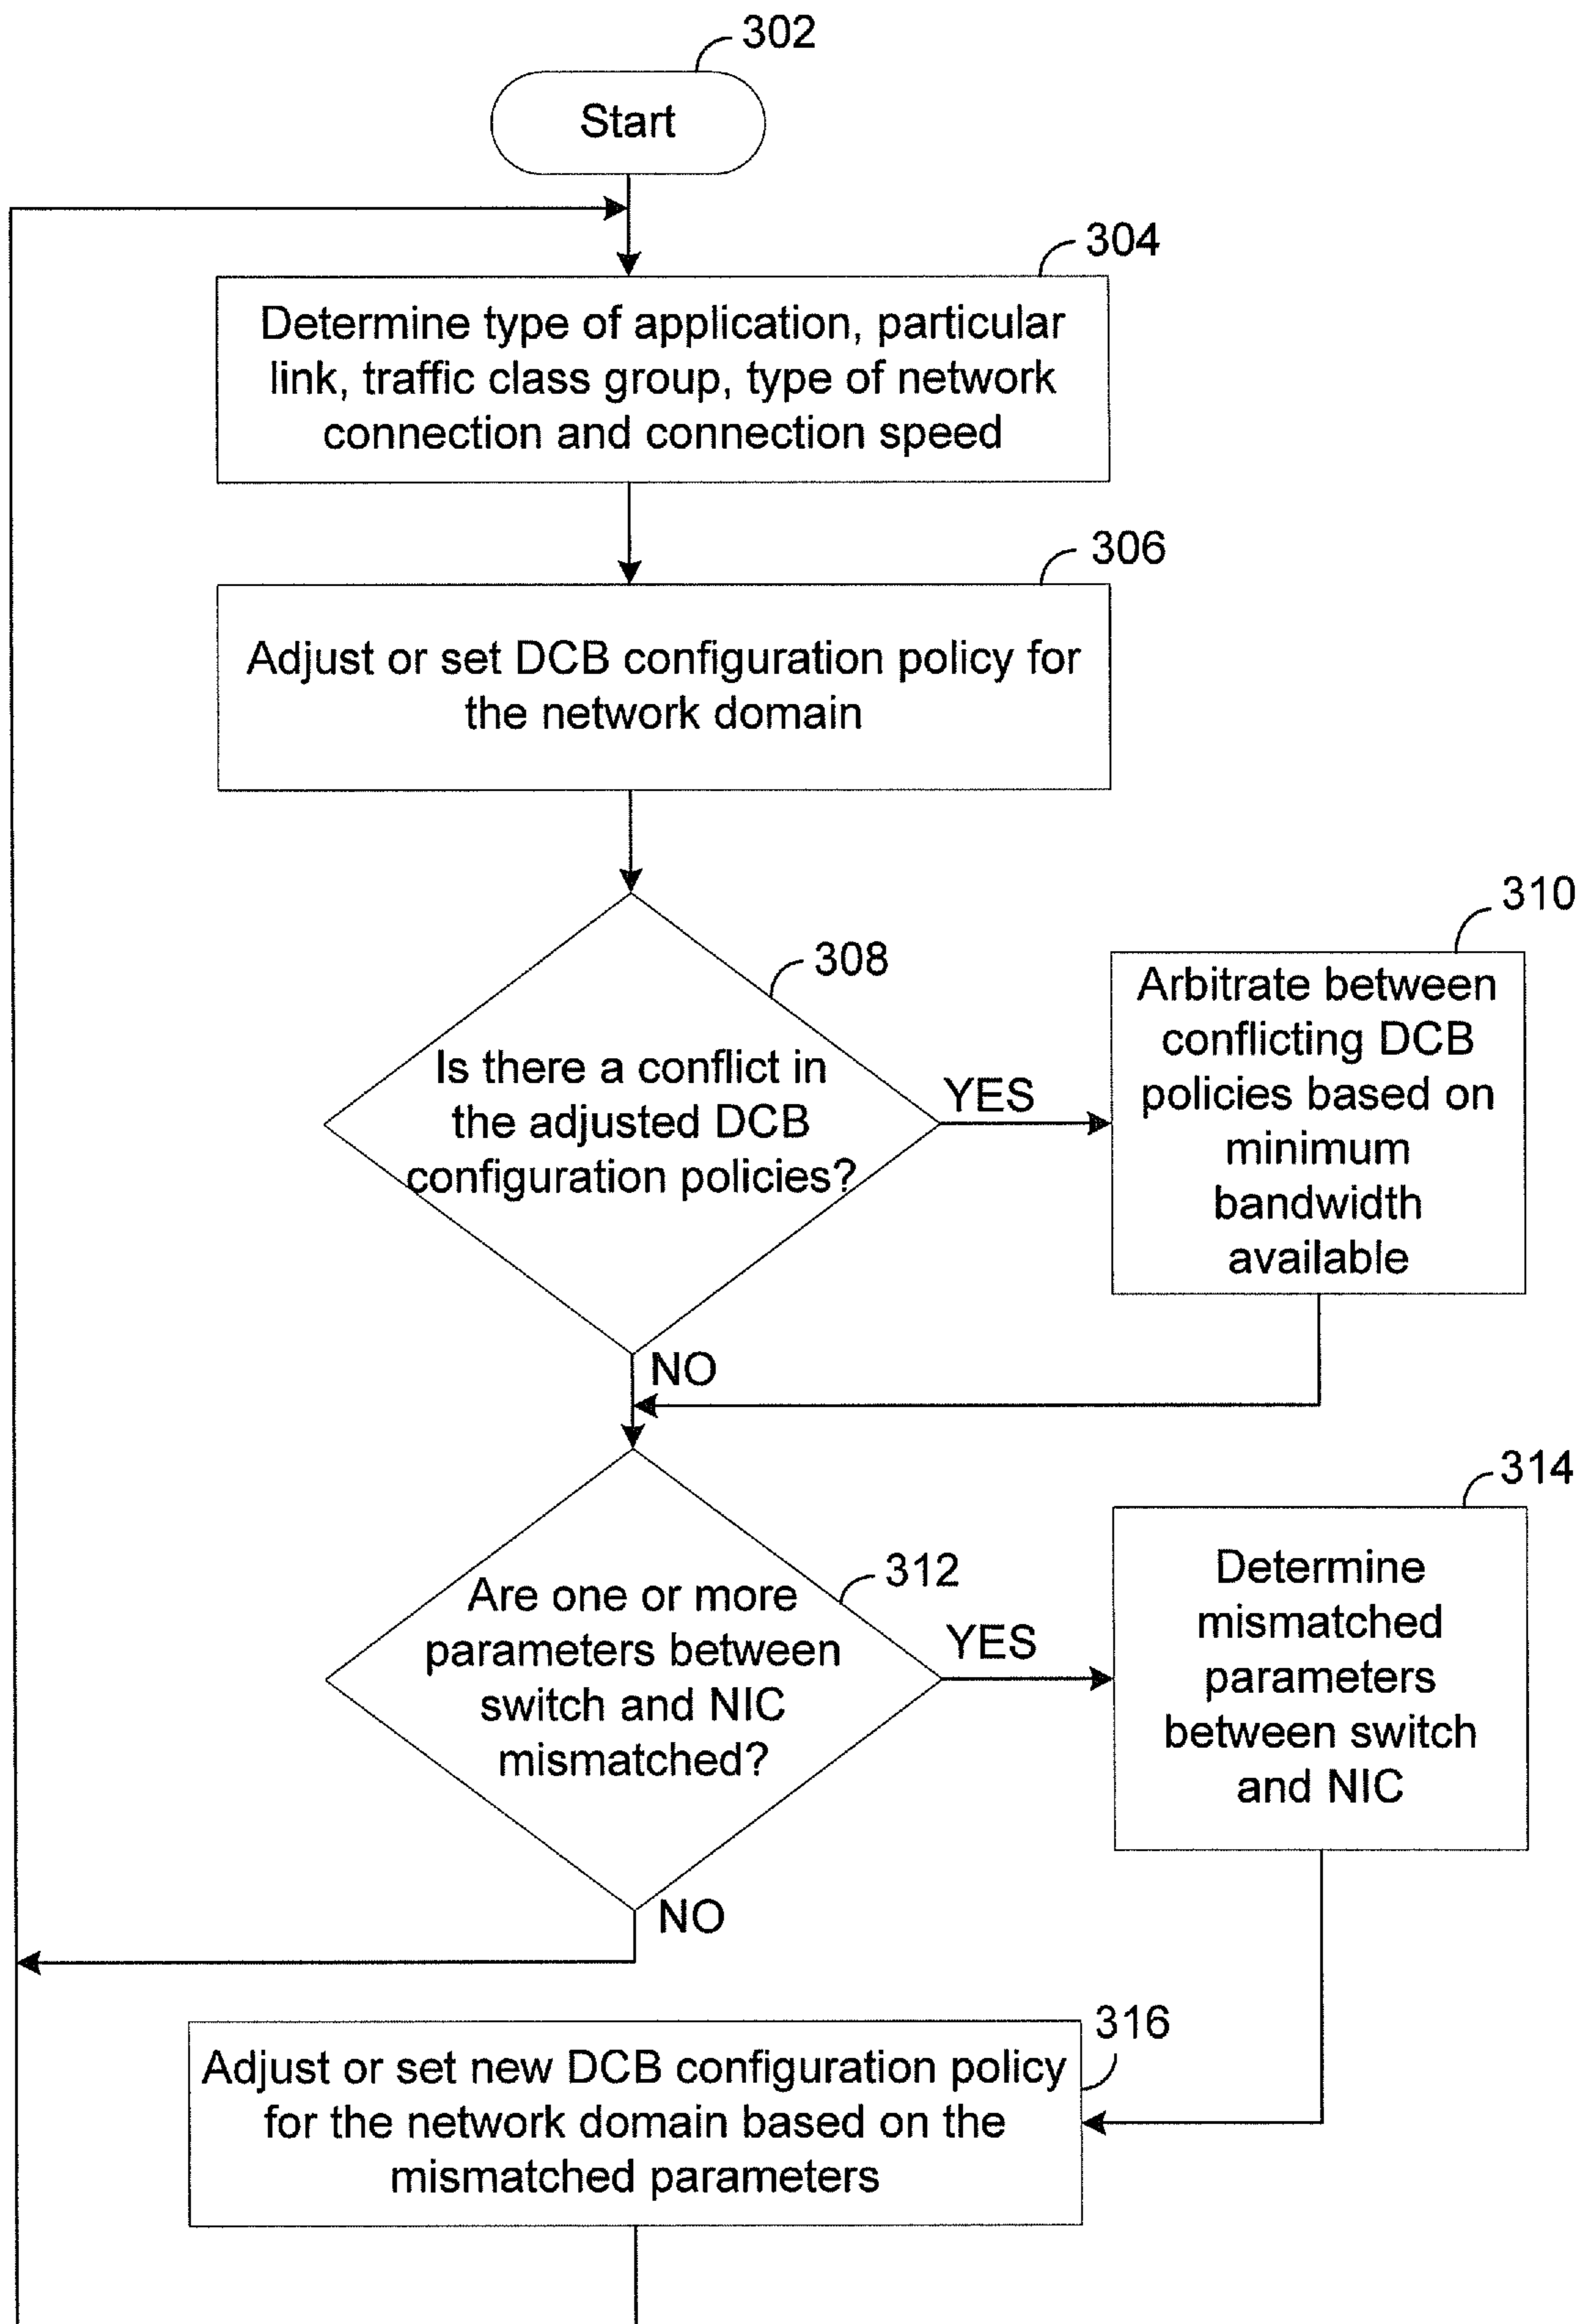 302
Start
304
Determine type of application, particular
link, traffic class group, type of network
connection and connection speed
306
Adjust or set DCB configuration policy for
the network domain
308
Is there a conflict in
the adjusted DCB
configuration policies?
YES
310
Arbitrate between
conflicting DCB
policies based on
minimum
bandwidth
available
NO
312
Are one or more
parameters between
switch and NIC
mismatched?
YES
314
Determine
mismatched
parameters
between switch
and NIC
NO
316
Adjust or set new DCB configuration policy
for the network domain based on the
mismatched parameters